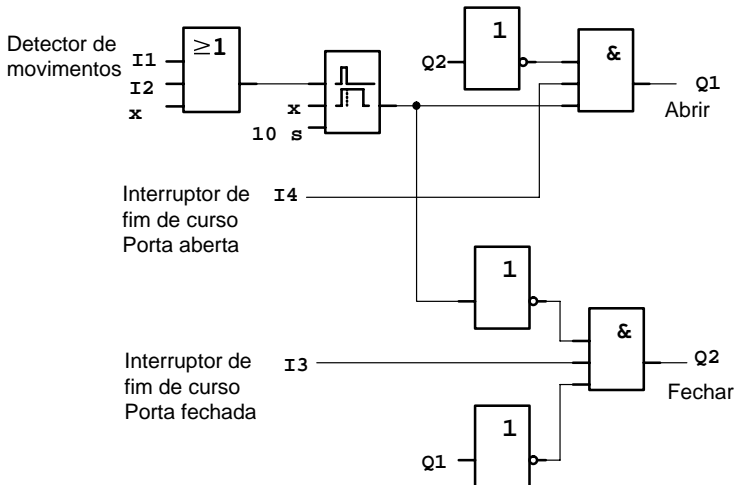 Detector de
movimentos
I1
I2
x
≥1
x
10 s
Q2
1
&
Q1
Abrir
Interruptor de
fim de curso
Porta aberta
I4
1
Interruptor de
fim de curso
Porta fechada
I3
&
Q2
Fechar
Q1
1